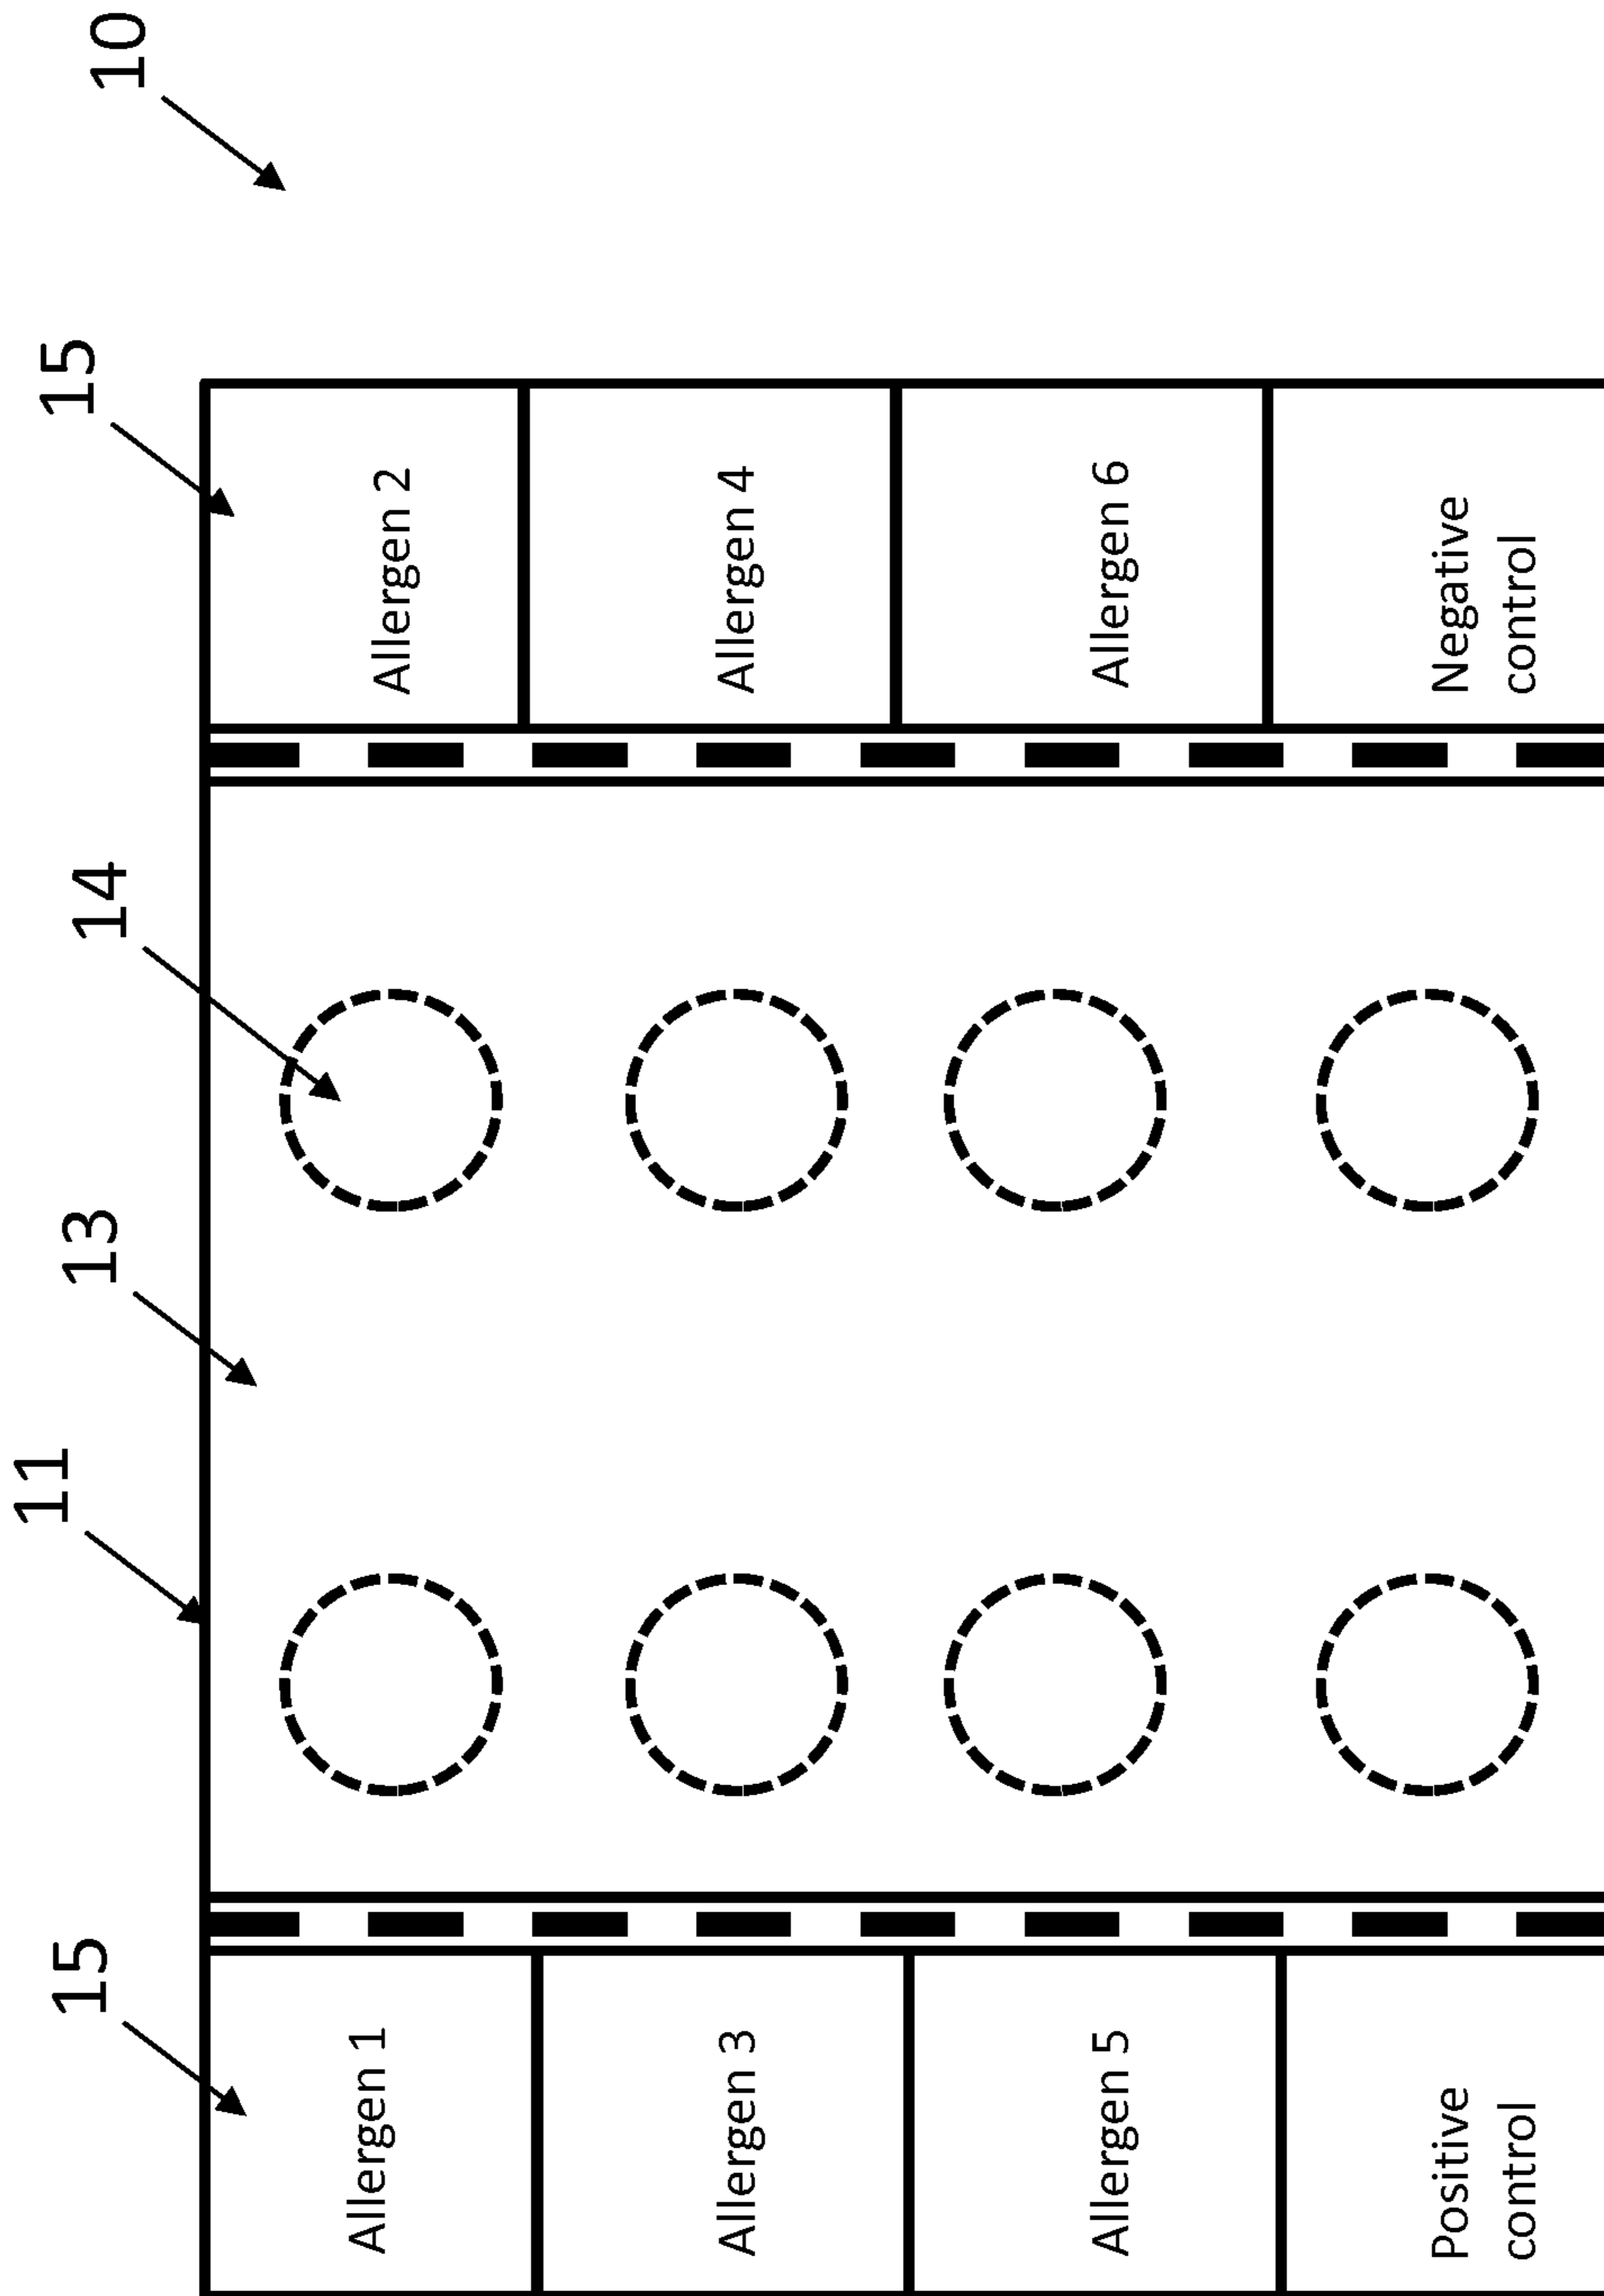 10
15
14
13
11
15
Allergen 1
Allergen 2
Allergen 3
Allergen 4
Allergen 5
Allergen 6
Positive
control
Negative
control